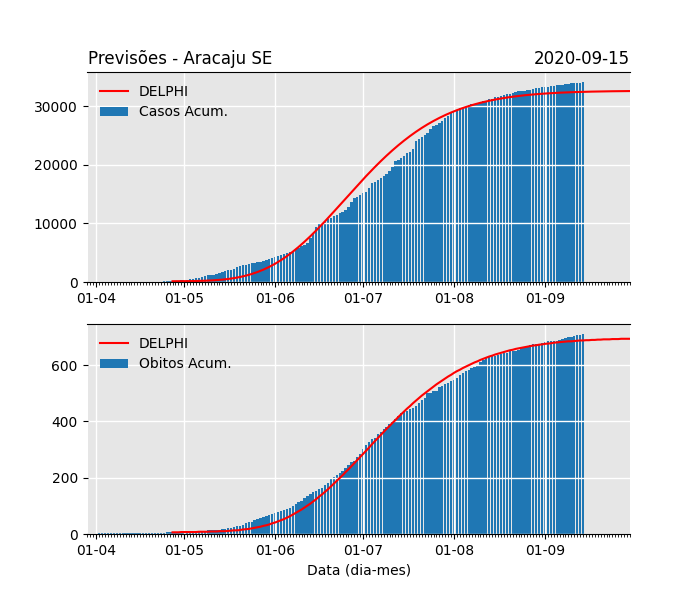 Previsões - Aracaju SE 2020-09-15
DELPHI
Casos Acum.
30000
20000
10000
0
01-04 01-05 01-06 01-07 01-08 01-09
DELPHI
Obitos Acum.
600
400
200
0
01-04 01-05 01-06 01-07 01-08 01-09
Data (dia-mes)